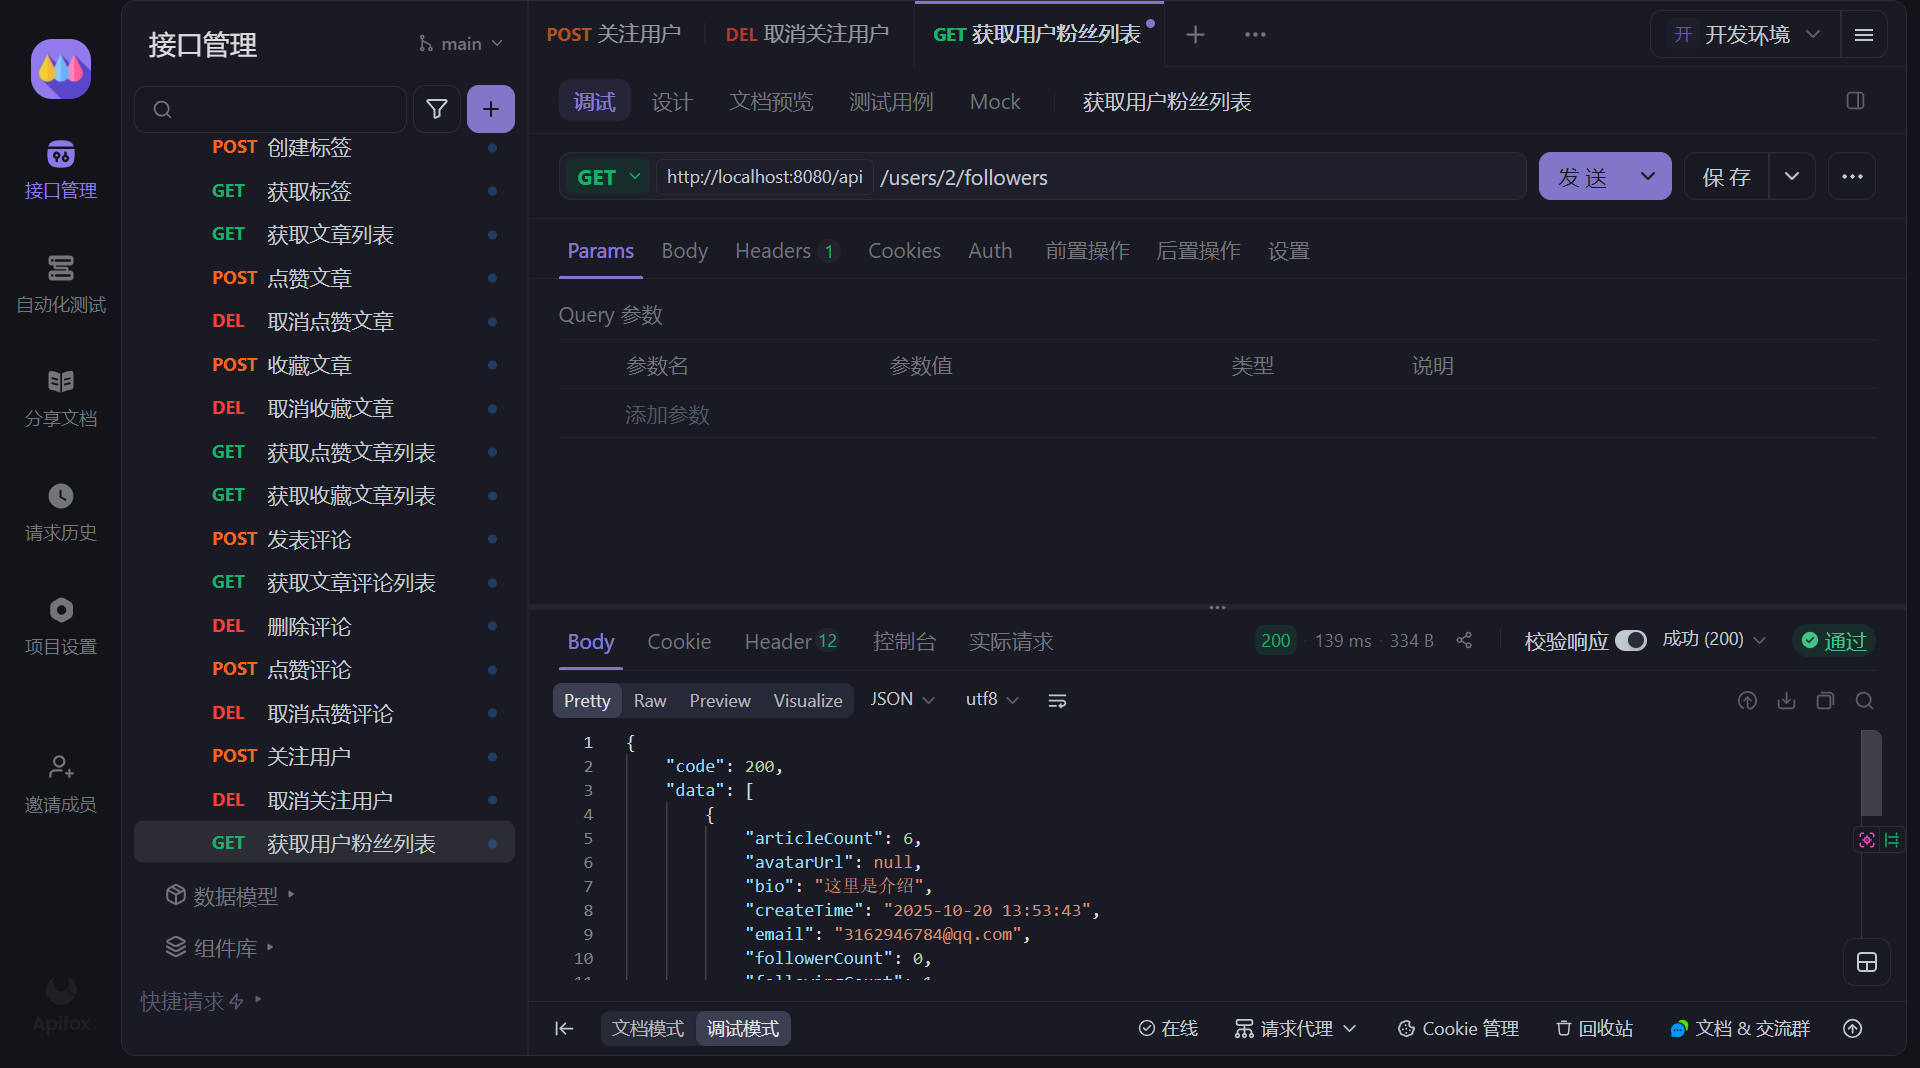 接口管理
自动化测试
分享文档
请求历史
项目设置
邀请成员
Apifox
接口管理
main
POST 创建标签
GET 获取标签
GET 获取文章列表
POST 点赞文章
DEL 取消点赞文章
POST 收藏文章
DEL 取消收藏文章
GET 获取点赞文章列表
GET 获取收藏文章列表
POST 发表评论
GET 获取文章评论列表
DEL 删除评论
POST 点赞评论
DEL 取消点赞评论
POST 关注用户
DEL 取消关注用户
GET 获取用户粉丝列表
数据模型
组件库
快捷请求
POST 关注用户 DEL 取消关注用户 GET 获取用户粉丝列表
开 开发环境
调试 设计 文档预览 测试用例 Mock 获取用户粉丝列表
GET http://localhost:8080/api /users/2/followers 发 送 保 存
Params Body Headers 1 Cookies Auth 前置操作 后置操作 设置
Query 参数
参数名 参数值 类型 说明
添加参数
Body Cookie Header 12 控制台 实际请求 200 · 139 ms · 334 B 校验响应 成功 (200) 通过
Pretty Raw Preview Visualize JSON utf8
1 {
2 "code": 200,
3 "data": [
4 {
5 "articleCount": 6,
6 "avatarUrl": null,
7 "bio": "这里是介绍",
8 "createTime": "2025-10-20 13:53:43",
9 "email": "3162946784@qq.com",
10 "followerCount": 0,
文档模式 调试模式 在线 请求代理 Cookie 管理 回收站 文档 & 交流群